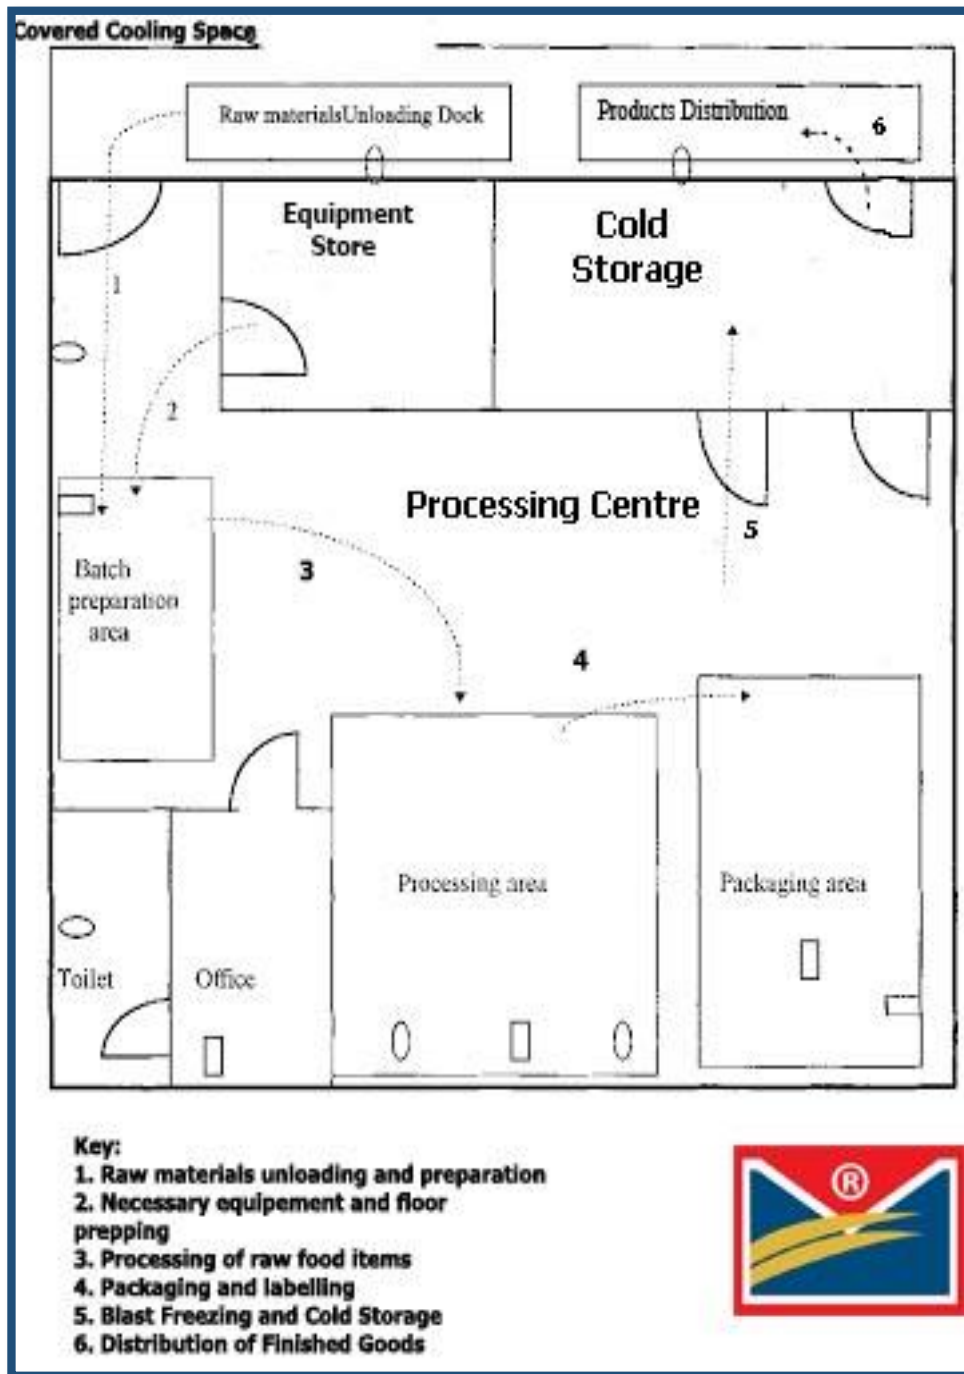 Covered Cooling Space
Raw materialsUnloading Dock
Products Distribution
6
Equipment
Store
Cold
Storage
1
2
Processing Centre
5
3
Batch
preparation
area
4
Processing area
Packaging area
Toilet
Office
Key:
1. Raw materials unloading and preparation
2. Necessary equipement and floor
prepping
3. Processing of raw food items
4. Packaging and labelling
5. Blast Freezing and Cold Storage
6. Distribution of Finished Goods
®